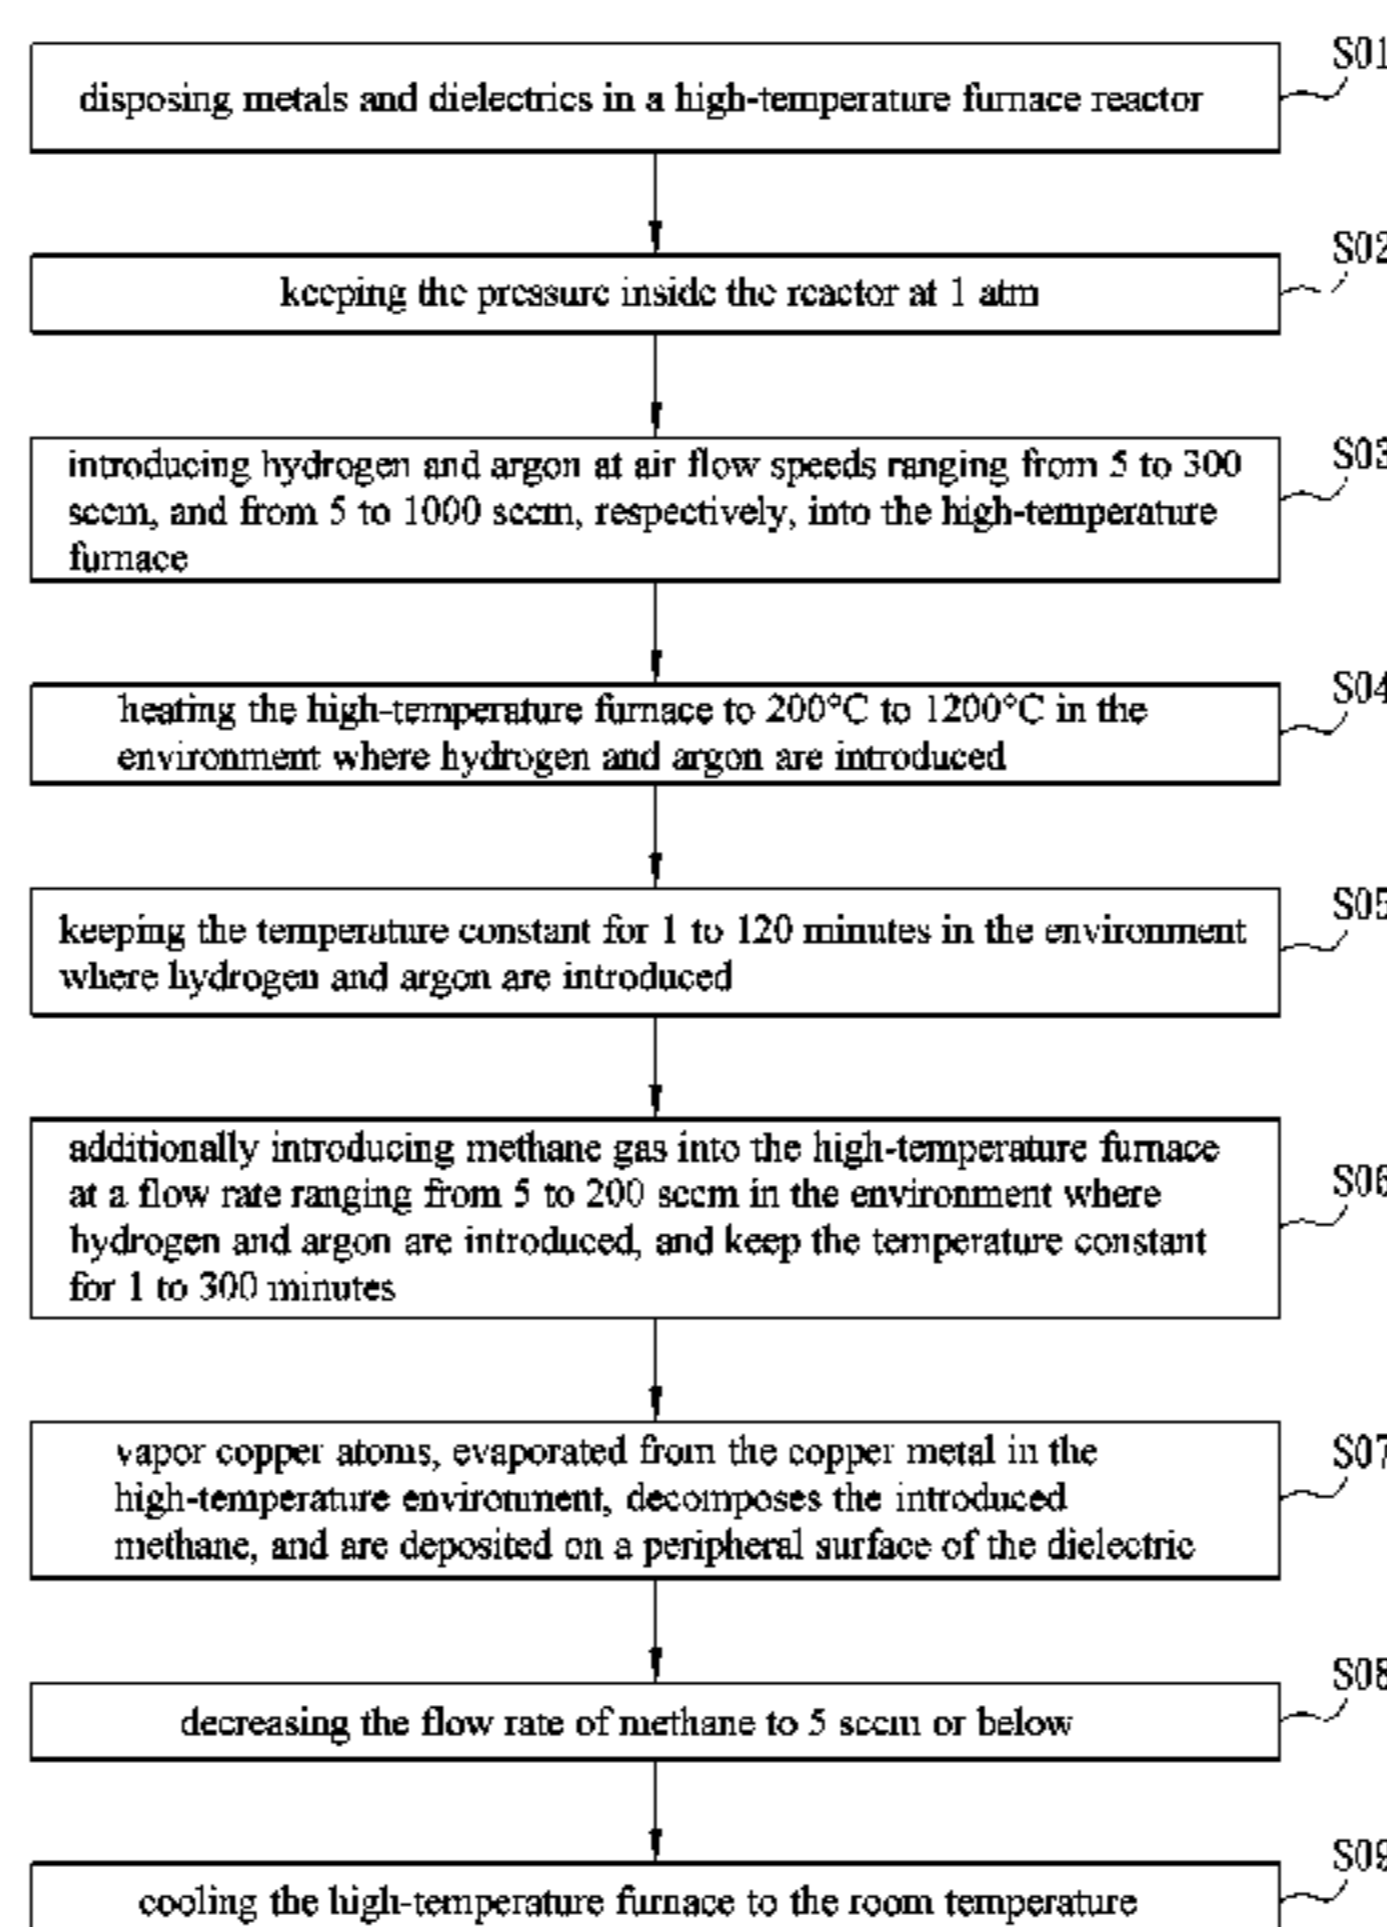 S01
disposing metals and dielectrics in a high-temperature furnace reactor
S02
keeping the pressure inside the reactor at 1 atm
S03
introducing hydrogen and argon at air flow speeds ranging from 5 to 300
sccm, and from 5 to 1000 sccm, respectively, into the high-temperature
furnace
S04
heating the high-temperature furnace to 200°C to 1200°C in the
environment where hydrogen and argon are introduced
S05
keeping the temperature constant for 1 to 120 minutes in the environment
where hydrogen and argon are introduced
S06
additionally introducing methane gas into the high-temperature furnace
at a flow rate ranging from 5 to 200 sccm in the environment where
hydrogen and argon are introduced, and keep the temperature constant
for 1 to 300 minutes
S07
vapor copper atoms, evaporated from the copper metal in the
high-temperature environment, decomposes the introduced
methane, and are deposited on a peripheral surface of the dielectric
S08
decreasing the flow rate of methane to 5 sccm or below
S09
cooling the high-temperature furnace to the room temperature